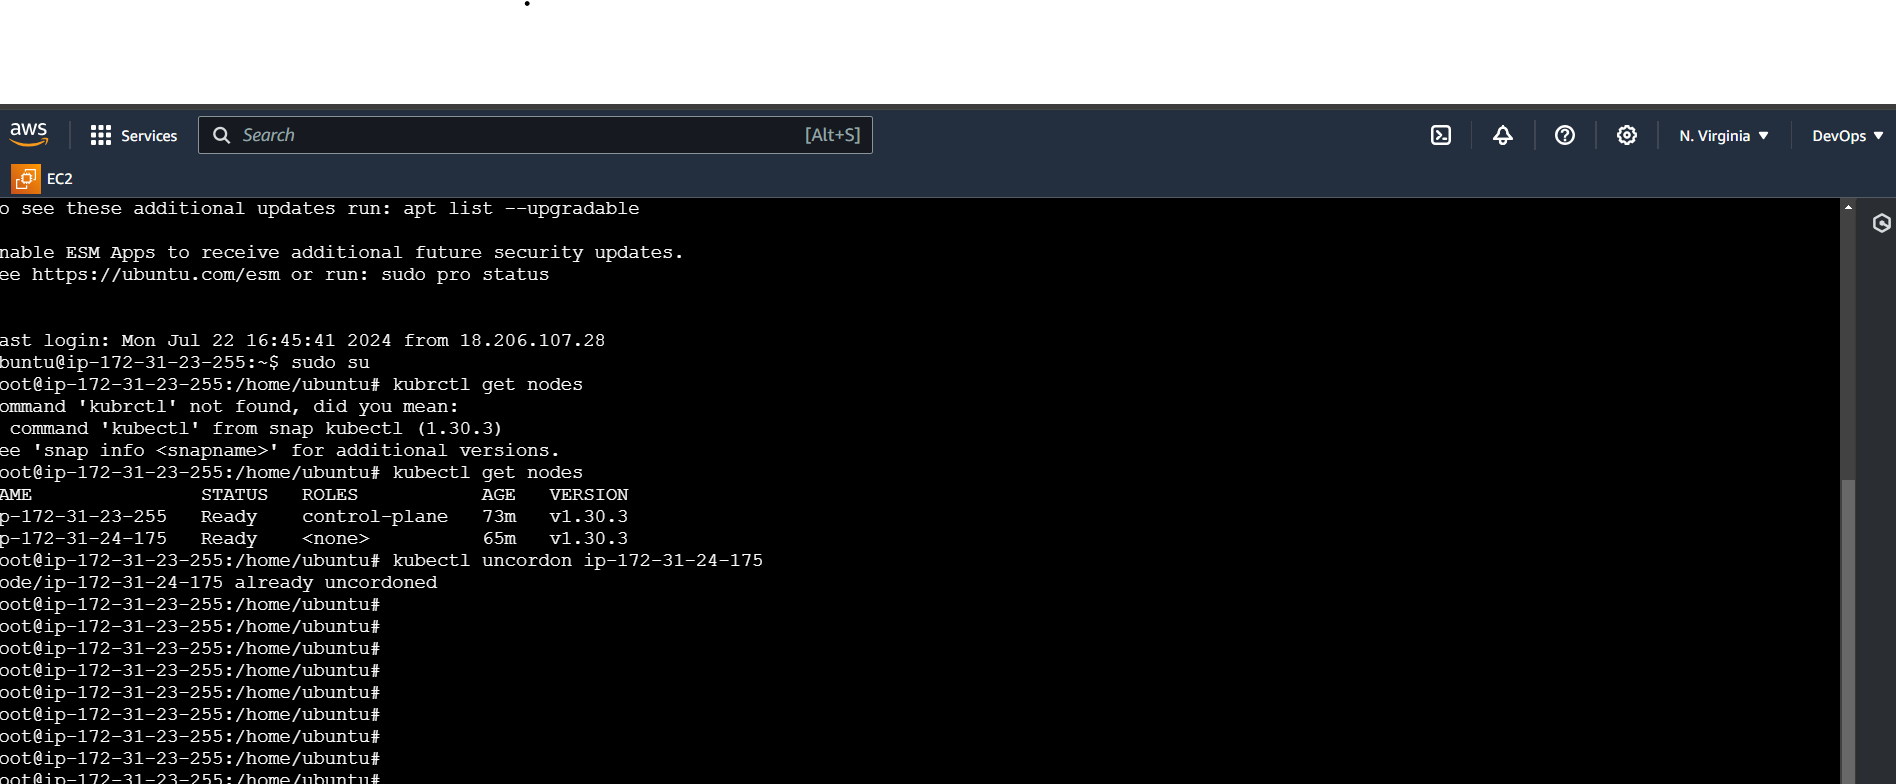 aws
Services
Search
[Alt+S]
N. Virginia
DevOps
EC2
o see these additional updates run: apt list --upgradable
nable ESM Apps to receive additional future security updates.
ee https://ubuntu.com/esm or run: sudo pro status
ast login: Mon Jul 22 16:45:41 2024 from 18.206.107.28
buntu@ip-172-31-23-255:~$ sudo su
oot@ip-172-31-23-255:/home/ubuntu# kubrctl get nodes
ommand 'kubrctl' not found, did you mean:
command 'kubectl' from snap kubectl (1.30.3)
ee 'snap info <snapname>' for additional versions.
oot@ip-172-31-23-255:/home/ubuntu# kubectl get nodes
AME STATUS ROLES AGE VERSION
p-172-31-23-255 Ready control-plane 73m v1.30.3
p-172-31-24-175 Ready <none> 65m v1.30.3
oot@ip-172-31-23-255:/home/ubuntu# kubectl uncordon ip-172-31-24-175
ode/ip-172-31-24-175 already uncordoned
oot@ip-172-31-23-255:/home/ubuntu#
oot@ip-172-31-23-255:/home/ubuntu#
oot@ip-172-31-23-255:/home/ubuntu#
oot@ip-172-31-23-255:/home/ubuntu#
oot@ip-172-31-23-255:/home/ubuntu#
oot@ip-172-31-23-255:/home/ubuntu#
oot@ip-172-31-23-255:/home/ubuntu#
oot@ip-172-31-23-255:/home/ubuntu#
oot@ip-172-31-23-255:/home/ubuntu#